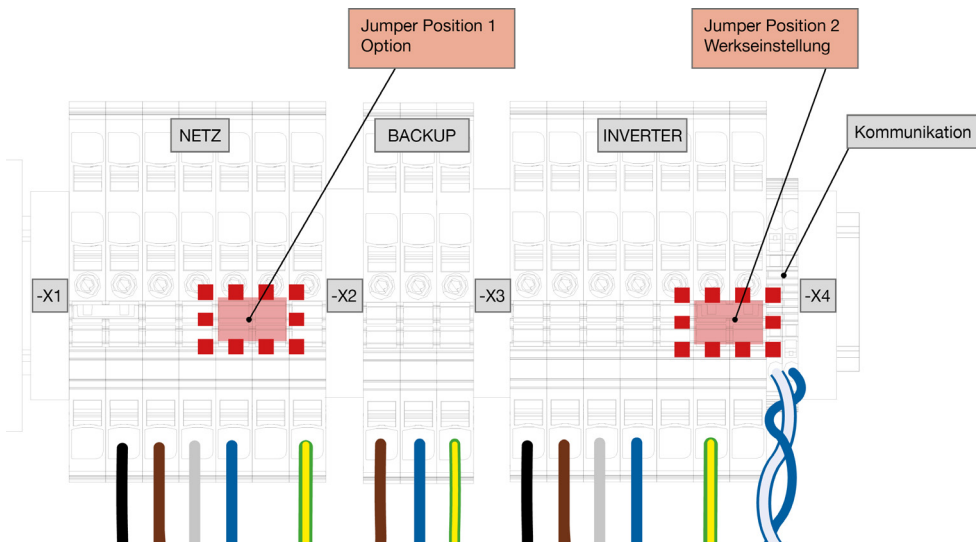 Jumper Position 1
Option
Jumper Position 2
Werkseinstellung
NETZ
BACKUP
INVERTER
Kommunikation
-X1
-X2
-X3
-X4